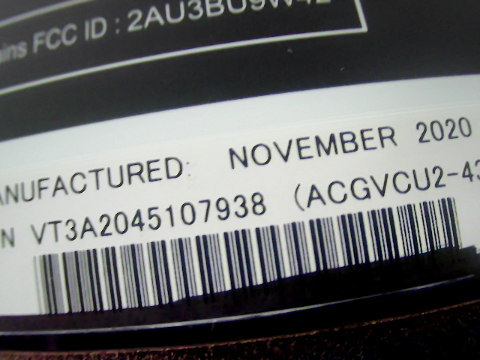 ains FCC ID : 2AU3BU9W42
ANUFACTURED: NOVEMBER 2020
N VT3A2045107938 (ACGVCU2-43